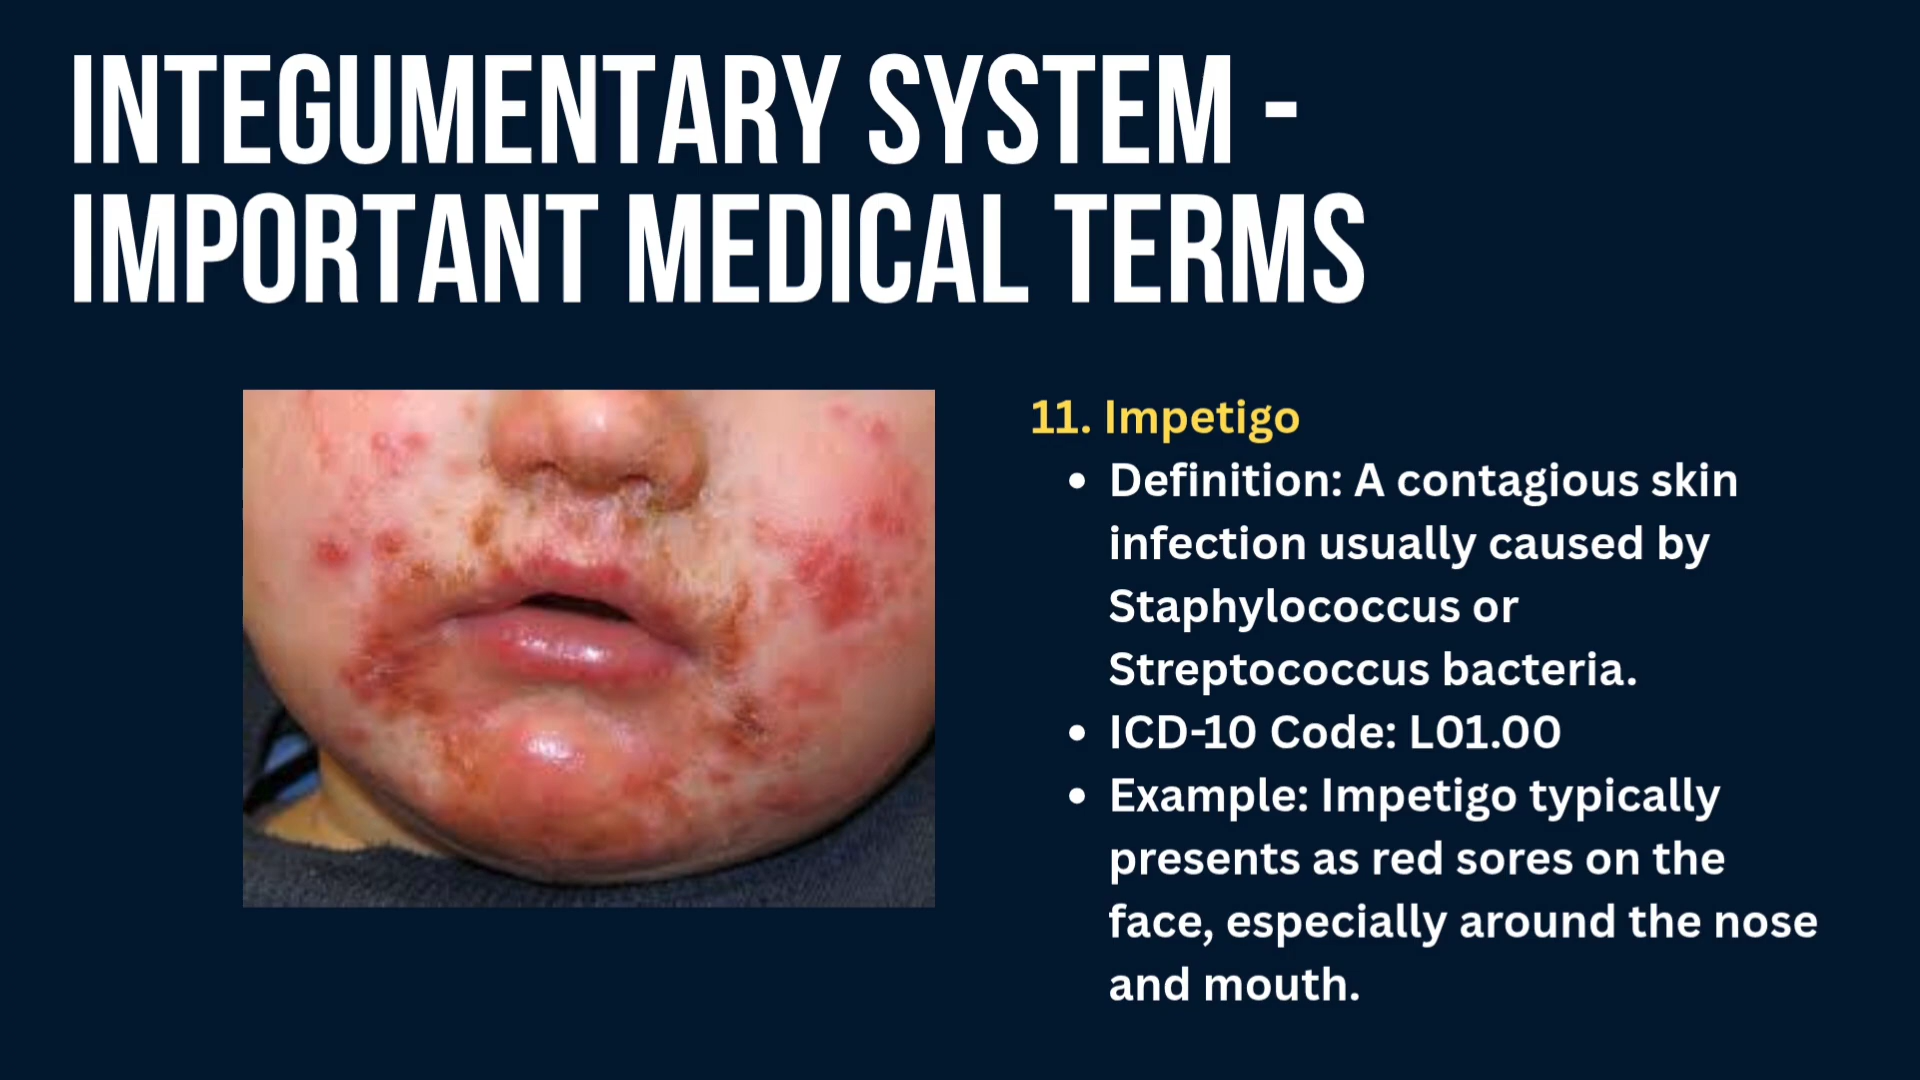 INTEGUMENTARY SYSTEM -
IMPORTANT MEDICAL TERMS
11. Impetigo
• Definition: A contagious skin
infection usually caused by
Staphylococcus or
Streptococcus bacteria.
• ICD-10 Code: L01.00
• Example: Impetigo typically
presents as red sores on the
face, especially around the nose
and mouth.